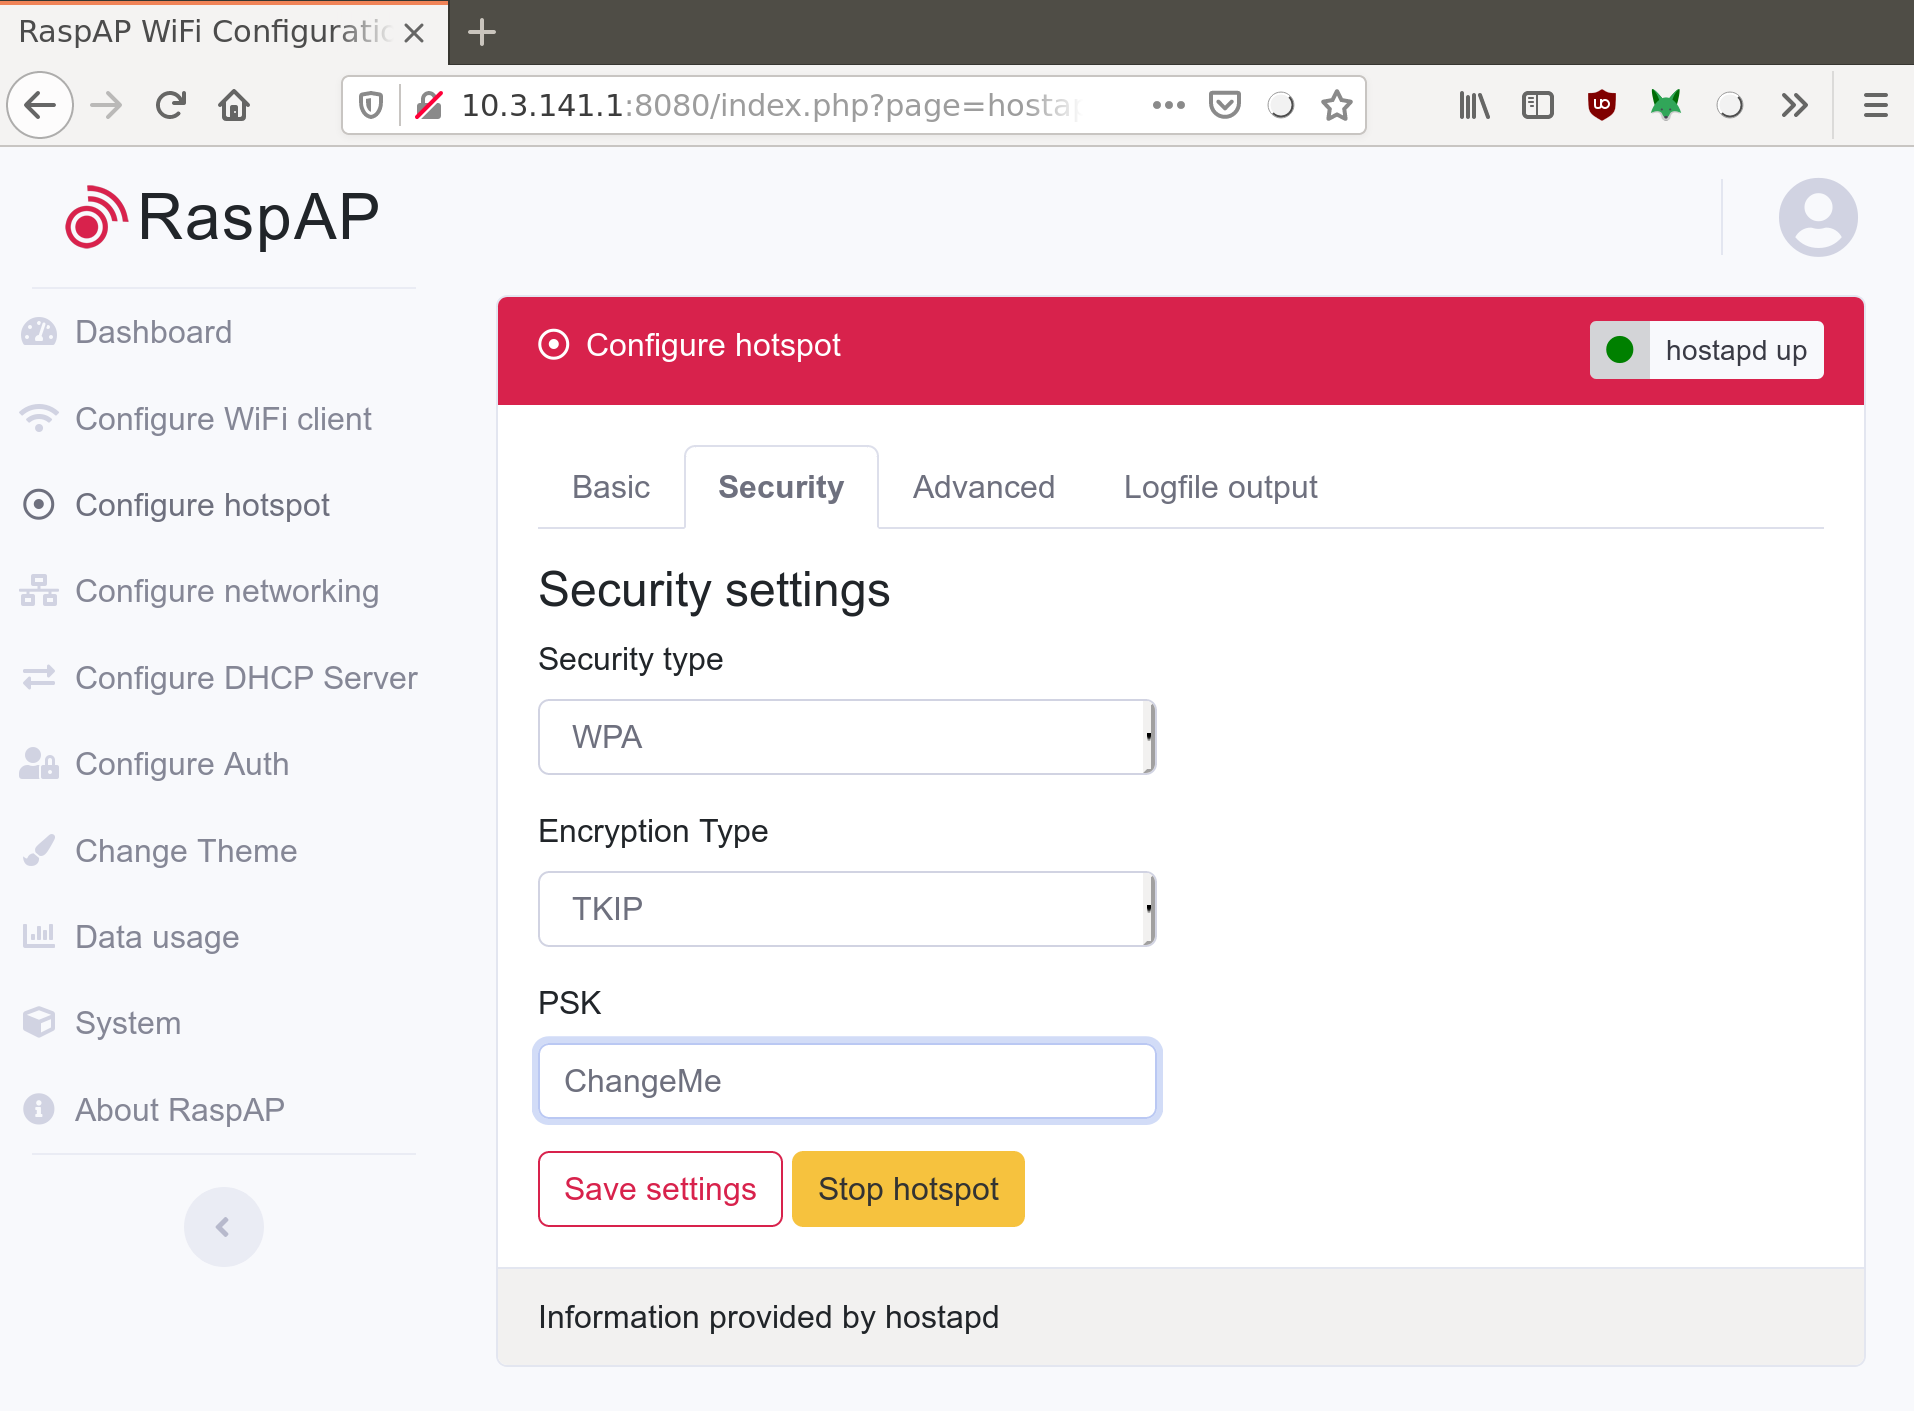 RaspAP WiFi Configuratio
10.3.141.1:8080/index.php?page=hostap
RaspAP
Dashboard
Configure WiFi client
Configure hotspot
Configure networking
Configure DHCP Server
Configure Auth
Change Theme
Data usage
System
About RaspAP
Configure hotspot
hostapd up
Basic
Security
Advanced
Logfile output
Security settings
Security type
WPA
Encryption Type
TKIP
PSK
ChangeMe
Save settings
Stop hotspot
Information provided by hostapd